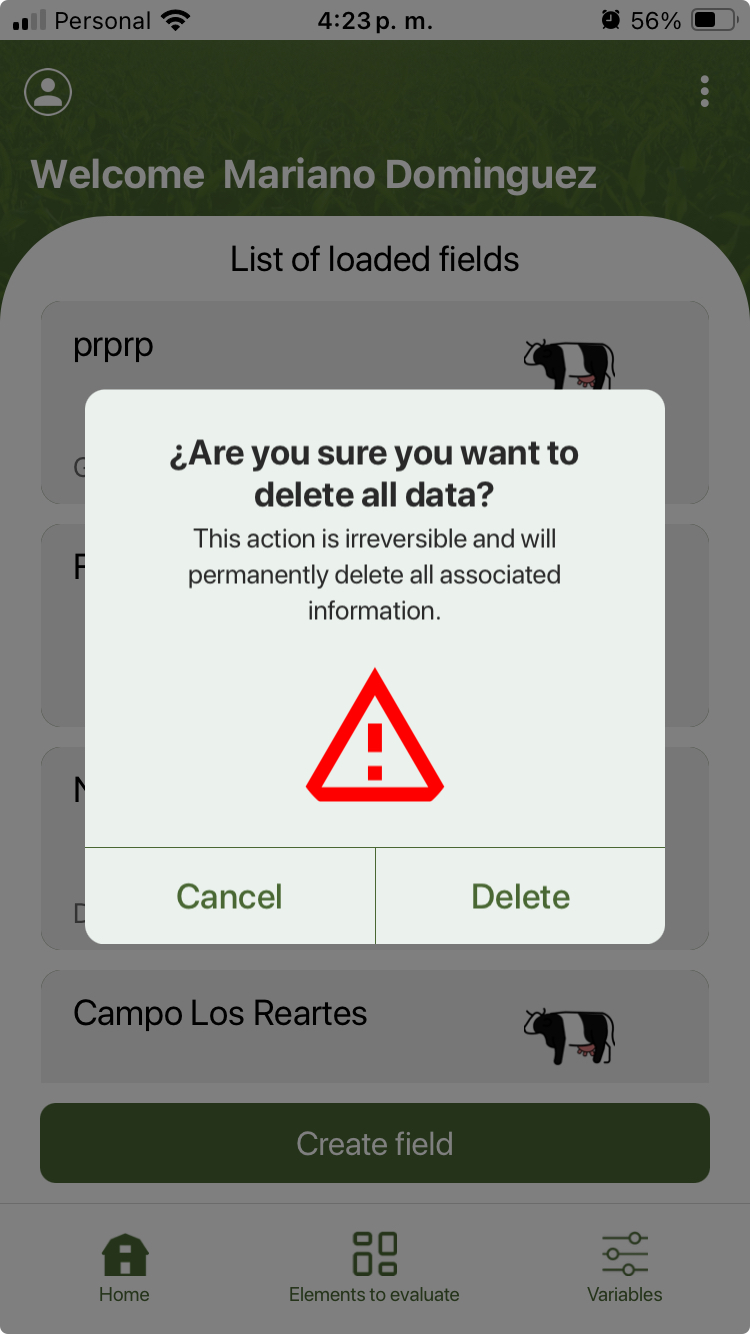 Personal
4:23 p. m.
56%
Welcome Mariano Dominguez
List of loaded fields
prprp
¿Are you sure you want to
delete all data?
This action is irreversible and will
permanently delete all associated
information.
Cancel
Delete
Campo Los Reartes
Create field
Home
Elements to evaluate
Variables